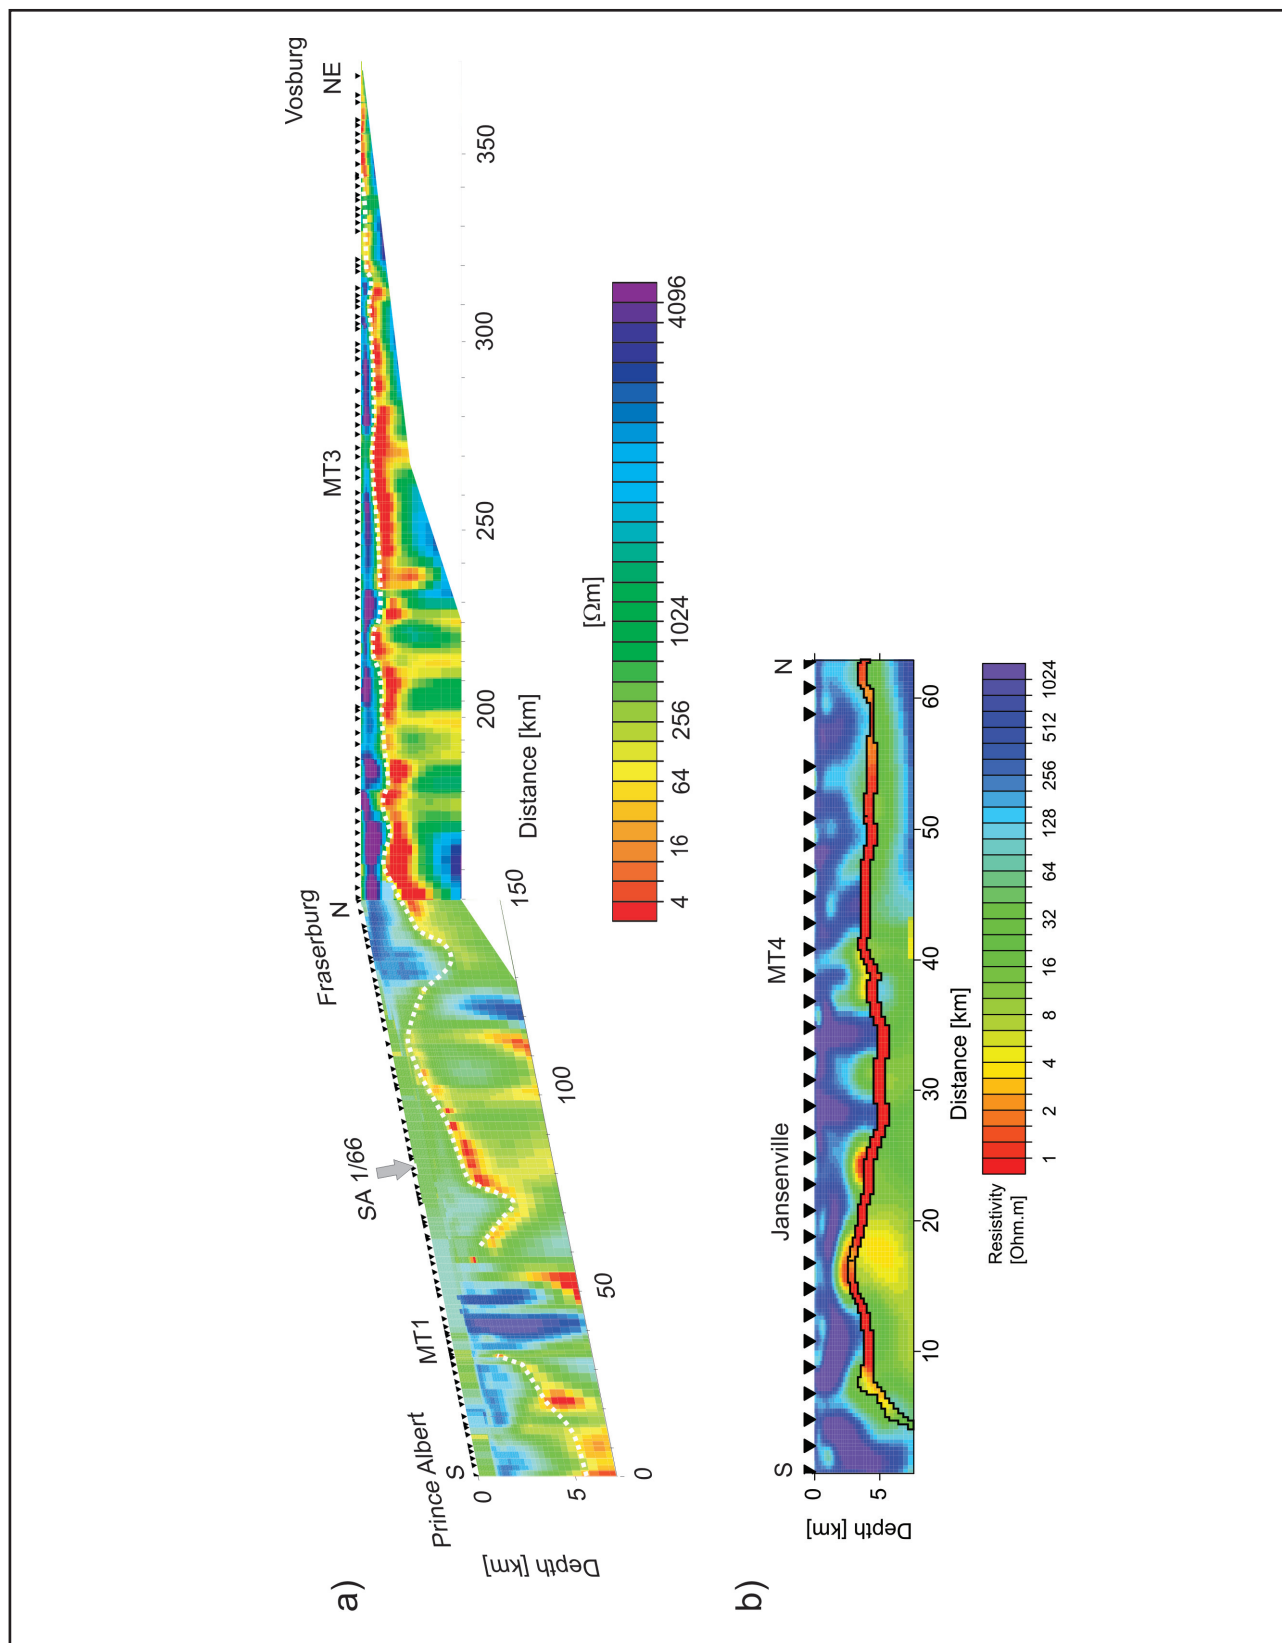 a)
Prince Albert
S
MT1
SA 1/66
Fraserburg
N
MT3
Vosburg
NE
Depth [km]
0
5
0
50
100
150
Distance [km]
200
250
300
350
[Ωm]
4
16
64
256
1024
4096
b)
S
Jansenville
MT4
N
Depth [km]
0
5
10
20
30
40
50
60
Distance [km]
Resistivity
[Ohm.m]
1
2
4
8
16
32
64
128
256
512
1024